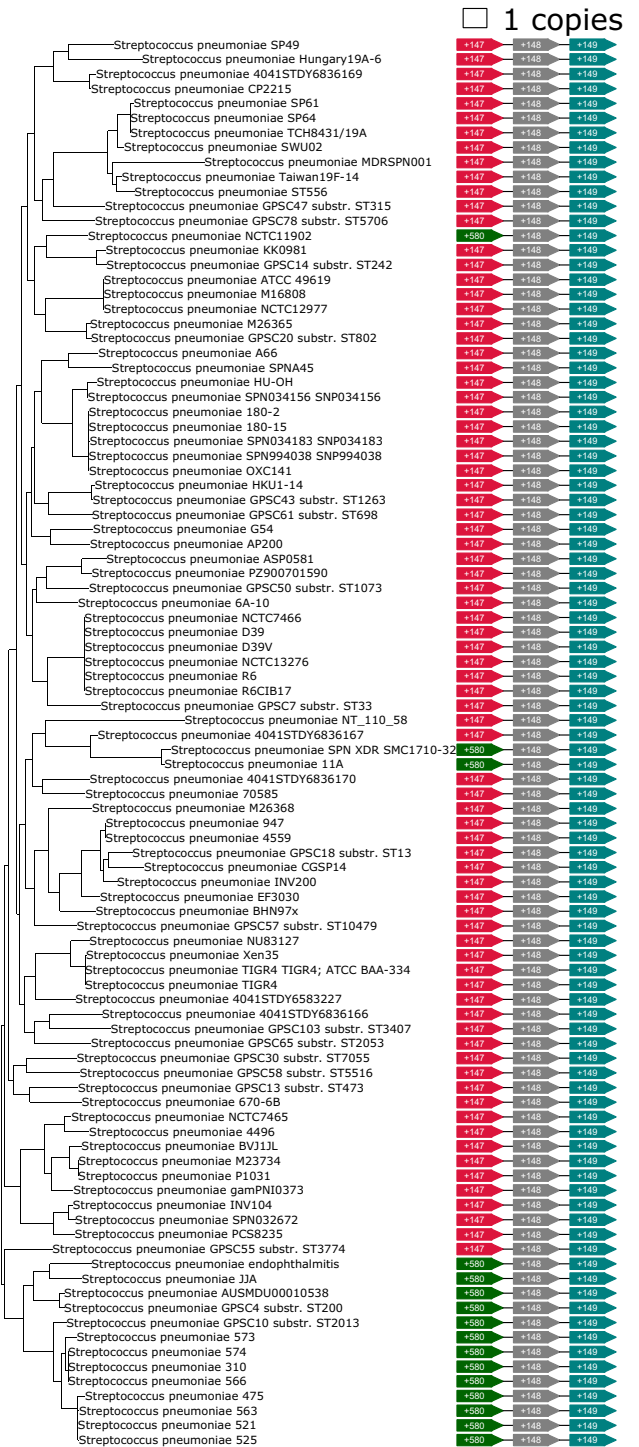 1 copies
Streptococcus pneumoniae SP49 +147 +148 +149
Streptococcus pneumoniae Hungary19A-6 +147 +148 +149
Streptococcus pneumoniae 4041STDY6836169 +147 +148 +149
Streptococcus pneumoniae CP2215 +147 +148 +149
Streptococcus pneumoniae SP61 +147 +148 +149
Streptococcus pneumoniae SP64 +147 +148 +149
Streptococcus pneumoniae TCH8431/19A +147 +148 +149
Streptococcus pneumoniae SWU02 +147 +148 +149
Streptococcus pneumoniae MDRSPN001 +147 +148 +149
Streptococcus pneumoniae Taiwan19F-14 +147 +148 +149
Streptococcus pneumoniae ST556 +147 +148 +149
Streptococcus pneumoniae GPSC47 substr. ST315 +147 +148 +149
Streptococcus pneumoniae GPSC78 substr. ST5706 +147 +148 +149
Streptococcus pneumoniae NCTC11902 +580 +148 +149
Streptococcus pneumoniae KK0981 +147 +148 +149
Streptococcus pneumoniae GPSC14 substr. ST242 +147 +148 +149
Streptococcus pneumoniae ATCC 49619 +147 +148 +149
Streptococcus pneumoniae M16808 +147 +148 +149
Streptococcus pneumoniae NCTC12977 +147 +148 +149
Streptococcus pneumoniae M26365 +147 +148 +149
Streptococcus pneumoniae GPSC20 substr. ST802 +147 +148 +149
Streptococcus pneumoniae A66 +147 +148 +149
Streptococcus pneumoniae SPNA45 +147 +148 +149
Streptococcus pneumoniae HU-OH +147 +148 +149
Streptococcus pneumoniae SPN034156 SNP034156 +147 +148 +149
Streptococcus pneumoniae 180-2 +147 +148 +149
Streptococcus pneumoniae 180-15 +147 +148 +149
Streptococcus pneumoniae SPN034183 SNP034183 +147 +148 +149
Streptococcus pneumoniae SPN994038 SNP994038 +147 +148 +149
Streptococcus pneumoniae OXC141 +147 +148 +149
Streptococcus pneumoniae HKU1-14 +147 +148 +149
Streptococcus pneumoniae GPSC43 substr. ST1263 +147 +148 +149
Streptococcus pneumoniae GPSC61 substr. ST698 +147 +148 +149
Streptococcus pneumoniae G54 +147 +148 +149
Streptococcus pneumoniae AP200 +147 +148 +149
Streptococcus pneumoniae ASP0581 +147 +148 +149
Streptococcus pneumoniae PZ900701590 +147 +148 +149
Streptococcus pneumoniae GPSC50 substr. ST1073 +147 +148 +149
Streptococcus pneumoniae 6A-10 +147 +148 +149
Streptococcus pneumoniae NCTC7466 +147 +148 +149
Streptococcus pneumoniae D39 +147 +148 +149
Streptococcus pneumoniae D39V +147 +148 +149
Streptococcus pneumoniae NCTC13276 +147 +148 +149
Streptococcus pneumoniae R6 +147 +148 +149
Streptococcus pneumoniae R6CIB17 +147 +148 +149
Streptococcus pneumoniae GPSC7 substr. ST33 +147 +148 +149
Streptococcus pneumoniae NT_110_58 +147 +148 +149
Streptococcus pneumoniae 4041STDY6836167 +147 +148 +149
Streptococcus pneumoniae SPN XDR SMC1710-32 +580 +148 +149
Streptococcus pneumoniae 11A +580 +148 +149
Streptococcus pneumoniae 4041STDY6836170 +147 +148 +149
Streptococcus pneumoniae 70585 +147 +148 +149
Streptococcus pneumoniae M26368 +147 +148 +149
Streptococcus pneumoniae 947 +147 +148 +149
Streptococcus pneumoniae 4559 +147 +148 +149
Streptococcus pneumoniae GPSC18 substr. ST13 +147 +148 +149
Streptococcus pneumoniae CGSP14 +147 +148 +149
Streptococcus pneumoniae INV200 +147 +148 +149
Streptococcus pneumoniae EF3030 +147 +148 +149
Streptococcus pneumoniae BHN97x +147 +148 +149
Streptococcus pneumoniae GPSC57 substr. ST10479 +147 +148 +149
Streptococcus pneumoniae NU83127 +147 +148 +149
Streptococcus pneumoniae Xen35 +147 +148 +149
Streptococcus pneumoniae TIGR4 TIGR4; ATCC BAA-334 +147 +148 +149
Streptococcus pneumoniae TIGR4 +147 +148 +149
Streptococcus pneumoniae 4041STDY6583227 +147 +148 +149
Streptococcus pneumoniae 4041STDY6836166 +147 +148 +149
Streptococcus pneumoniae GPSC103 substr. ST3407 +147 +148 +149
Streptococcus pneumoniae GPSC65 substr. ST2053 +147 +148 +149
Streptococcus pneumoniae GPSC30 substr. ST7055 +147 +148 +149
Streptococcus pneumoniae GPSC58 substr. ST5516 +147 +148 +149
Streptococcus pneumoniae GPSC13 substr. ST473 +147 +148 +149
Streptococcus pneumoniae 670-6B +147 +148 +149
Streptococcus pneumoniae NCTC7465 +147 +148 +149
Streptococcus pneumoniae 4496 +147 +148 +149
Streptococcus pneumoniae BVJ1JL +147 +148 +149
Streptococcus pneumoniae M23734 +147 +148 +149
Streptococcus pneumoniae P1031 +147 +148 +149
Streptococcus pneumoniae gamPNI0373 +147 +148 +149
Streptococcus pneumoniae INV104 +147 +148 +149
Streptococcus pneumoniae SPN032672 +147 +148 +149
Streptococcus pneumoniae PCS8235 +147 +148 +149
Streptococcus pneumoniae GPSC55 substr. ST3774 +147 +148 +149
Streptococcus pneumoniae endophthalmitis +580 +148 +149
Streptococcus pneumoniae JJA +580 +148 +149
Streptococcus pneumoniae AUSMDU00010538 +580 +148 +149
Streptococcus pneumoniae GPSC4 substr. ST200 +580 +148 +149
Streptococcus pneumoniae GPSC10 substr. ST2013 +580 +148 +149
Streptococcus pneumoniae 573 +580 +148 +149
Streptococcus pneumoniae 574 +580 +148 +149
Streptococcus pneumoniae 310 +580 +148 +149
Streptococcus pneumoniae 566 +580 +148 +149
Streptococcus pneumoniae 475 +580 +148 +149
Streptococcus pneumoniae 563 +580 +148 +149
Streptococcus pneumoniae 521 +580 +148 +149
Streptococcus pneumoniae 525 +580 +148 +149